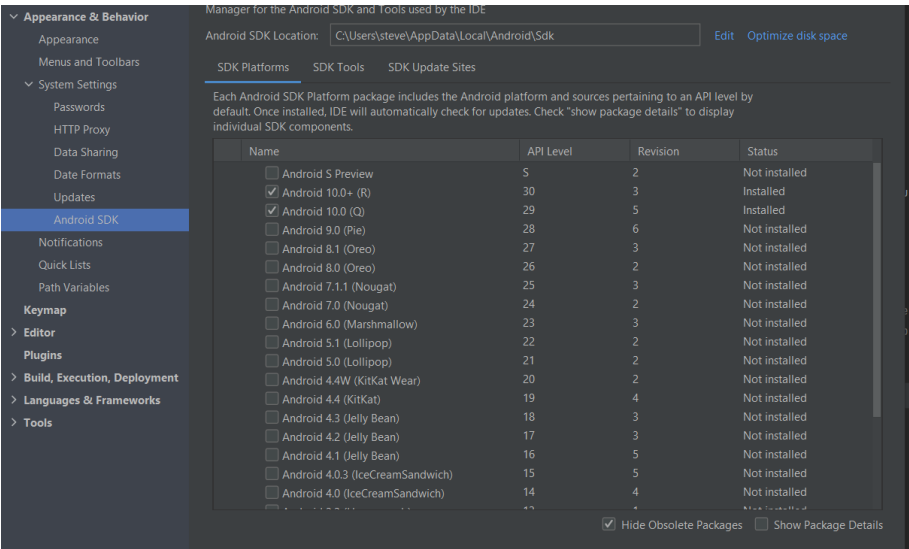 Appearance & Behavior
Appearance
Menus and Toolbars
System Settings
Passwords
HTTP Proxy
Data Sharing
Date Formats
Updates
Android SDK
Notifications
Quick Lists
Path Variables
Keymap
Editor
Plugins
Build, Execution, Deployment
Languages & Frameworks
Tools
Manager for the Android SDK and Tools used by the IDE
Android SDK Location: C:\Users\steve\AppData\Local\Android\Sdk Edit Optimize disk space
SDK Platforms SDK Tools SDK Update Sites
Each Android SDK Platform package includes the Android platform and sources pertaining to an API level by
default. Once installed, IDE will automatically check for updates. Check "show package details" to display
individual SDK components.
Name API Level Revision Status
Android S Preview S 2 Not installed
Android 10.0+ (R) 30 3 Installed
Android 10.0 (Q) 29 5 Installed
Android 9.0 (Pie) 28 6 Not installed
Android 8.1 (Oreo) 27 3 Not installed
Android 8.0 (Oreo) 26 2 Not installed
Android 7.1.1 (Nougat) 25 3 Not installed
Android 7.0 (Nougat) 24 2 Not installed
Android 6.0 (Marshmallow) 23 3 Not installed
Android 5.1 (Lollipop) 22 2 Not installed
Android 5.0 (Lollipop) 21 2 Not installed
Android 4.4W (KitKat Wear) 20 2 Not installed
Android 4.4 (KitKat) 19 4 Not installed
Android 4.3 (Jelly Bean) 18 3 Not installed
Android 4.2 (Jelly Bean) 17 3 Not installed
Android 4.1 (Jelly Bean) 16 5 Not installed
Android 4.0.3 (IceCreamSandwich) 15 5 Not installed
Android 4.0 (IceCreamSandwich) 14 4 Not installed
Hide Obsolete Packages Show Package Details